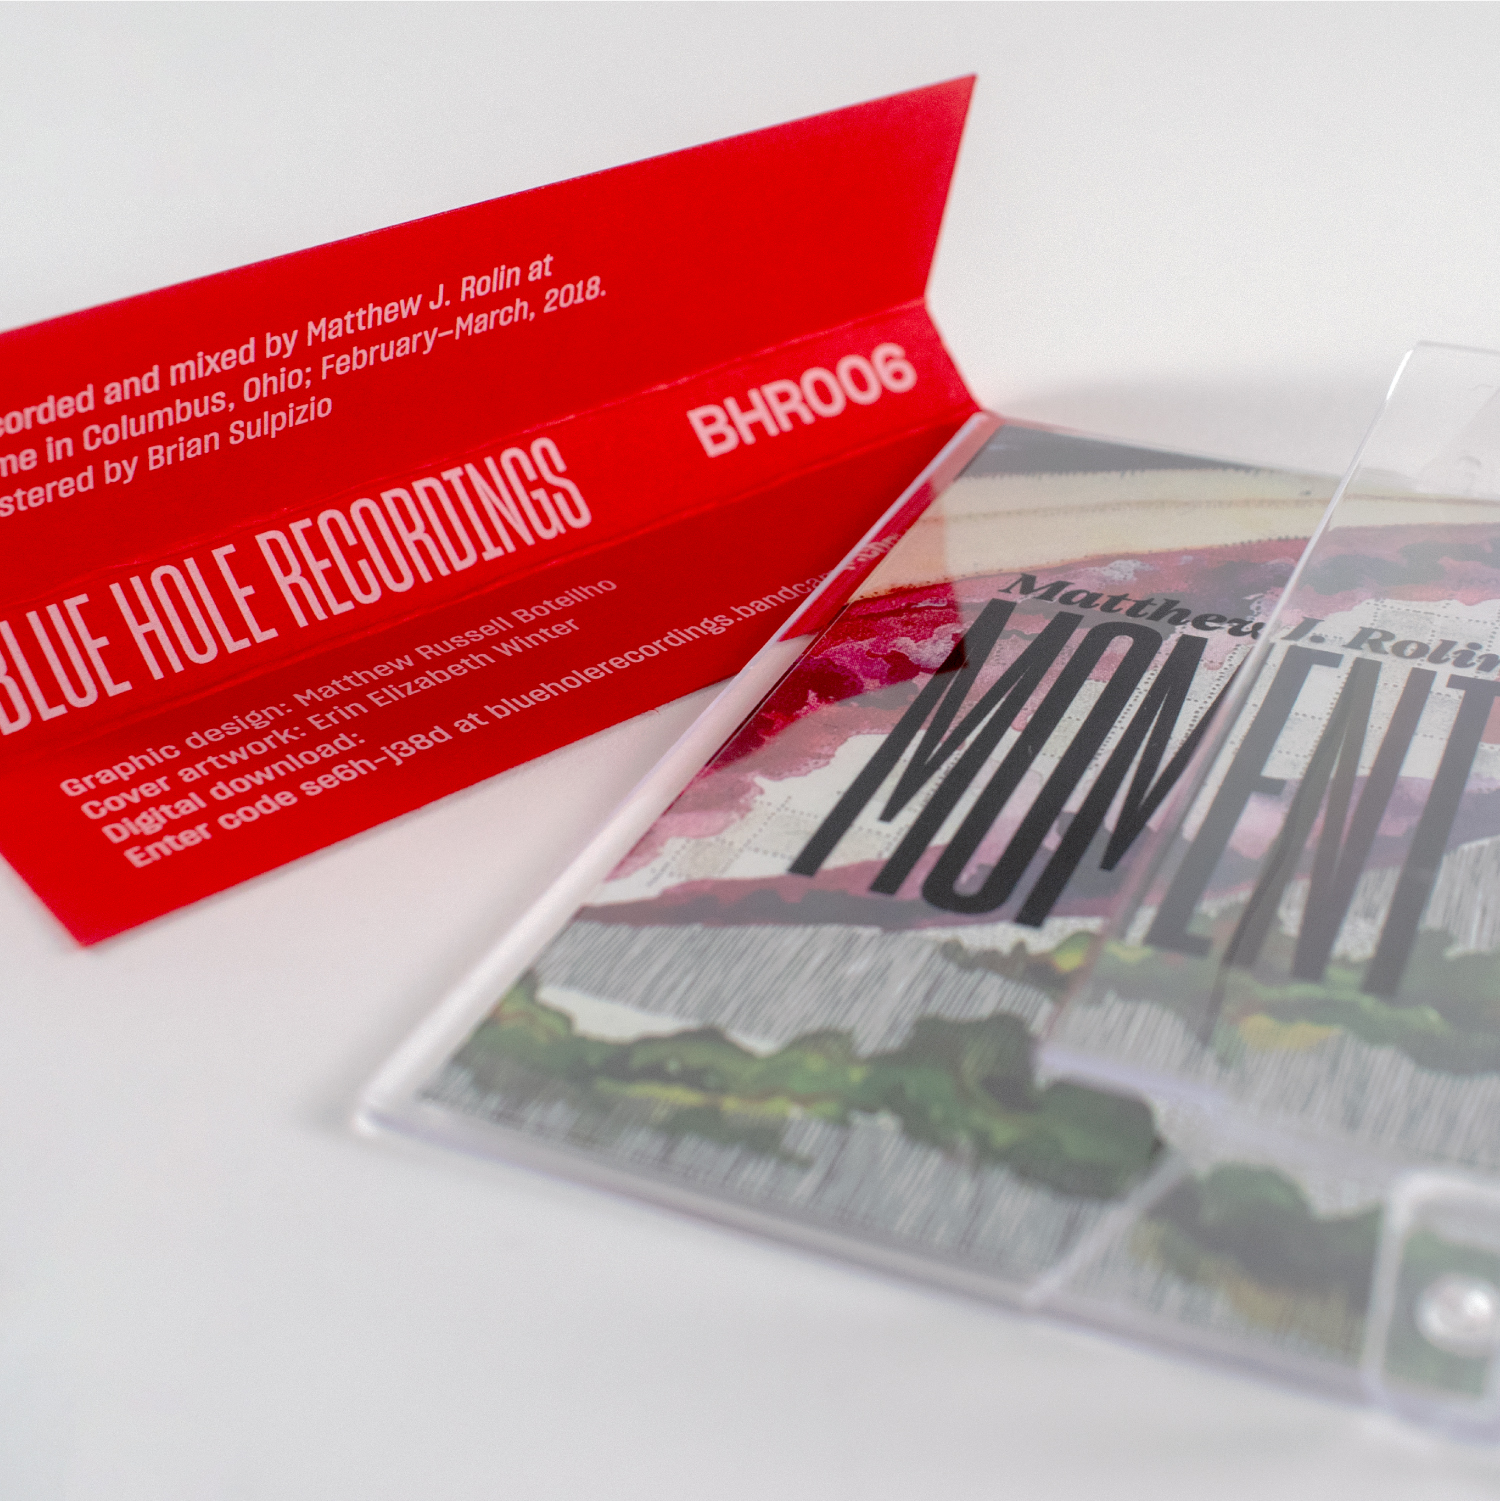 corded and mixed by Matthew J. Rolin at
me in Columbus, Ohio; February–March, 2018.
stered by Brian Sulpizio
BLUE HOLE RECORDINGS
BHR006
Graphic design: Matthew Russell Botellho
Cover artwork: Erin Elizabeth Winter
Digital download:
Enter code se6h-j38d at blueholerecordings.bandca
Matthew J. Rolin
MOMENT